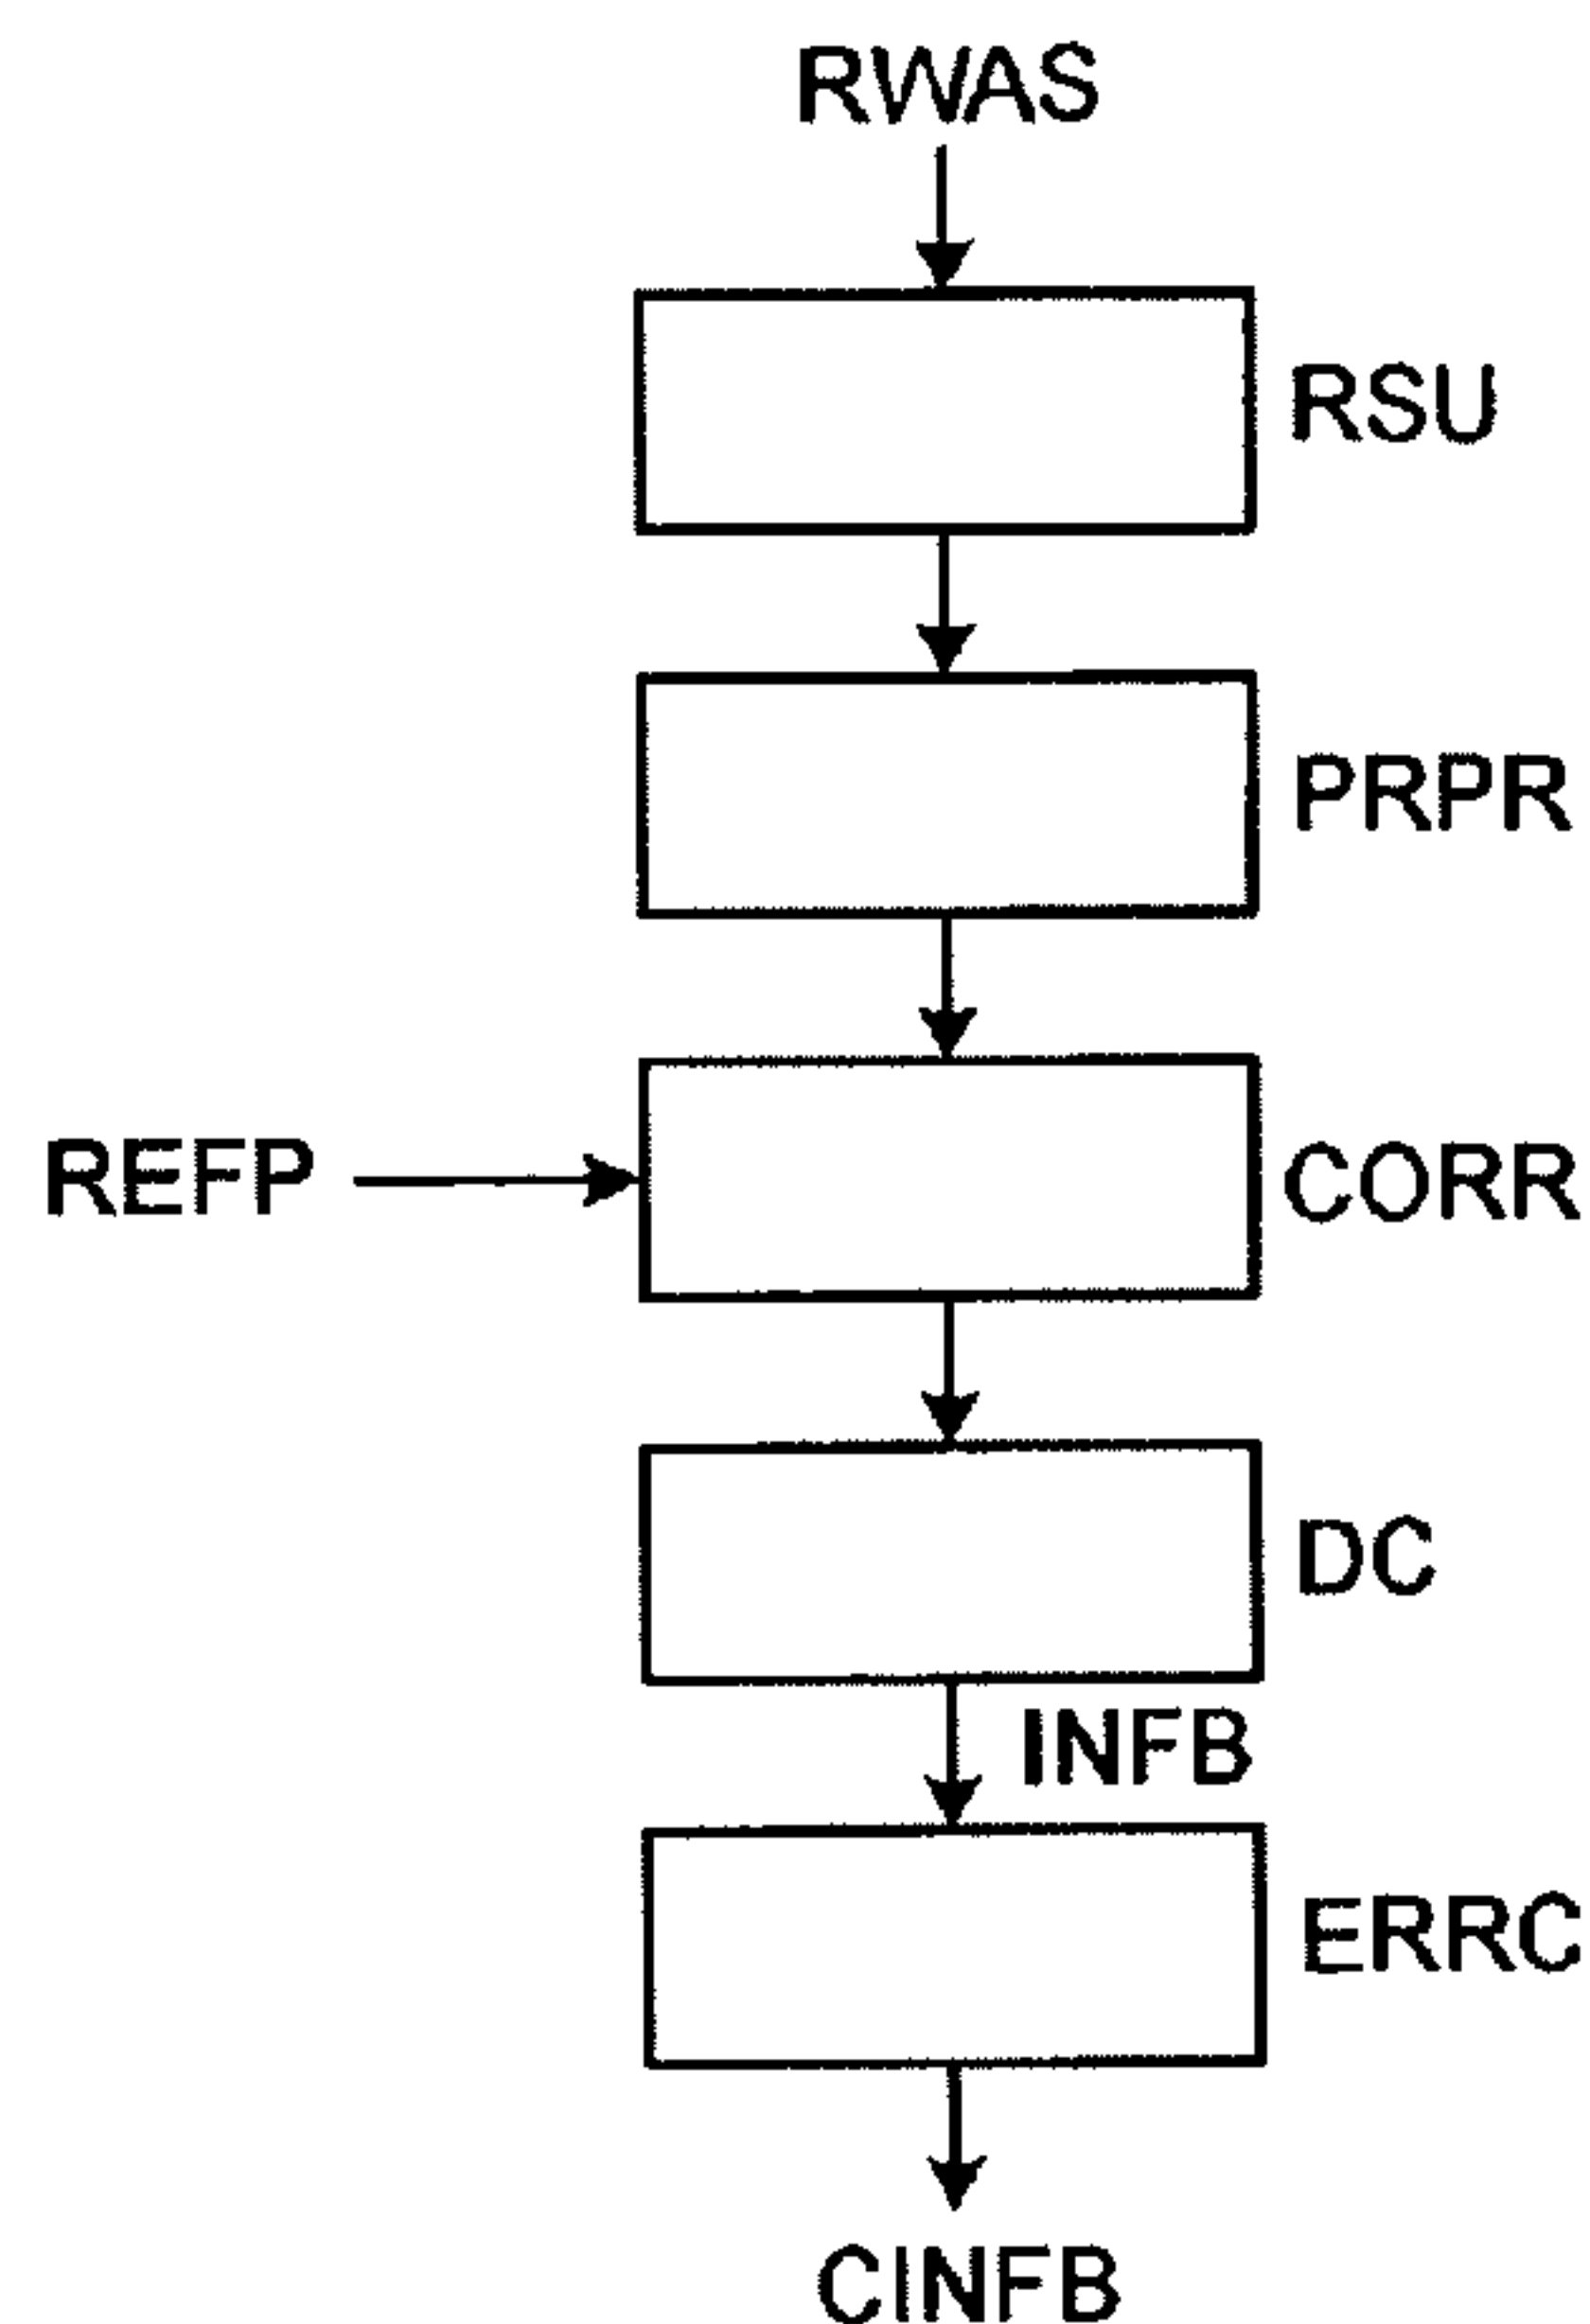 RWAS
RSU
PRPR
REFP
CORR
DC
INFB
ERRC
CINFB